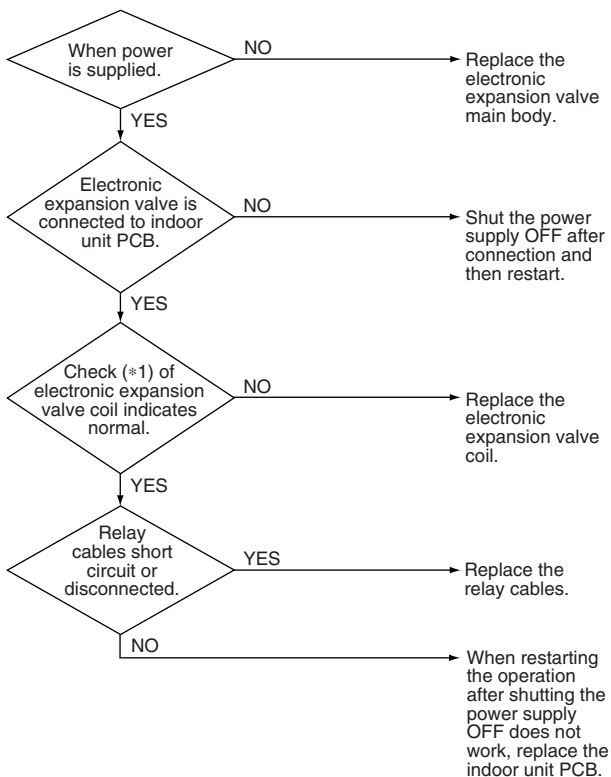 When power
is supplied.
NO
Replace the
electronic
expansion valve
main body.
YES
Electronic
expansion valve is
connected to indoor
unit PCB.
NO
Shut the power
supply OFF after
connection and
then restart.
YES
Check (*1) of
electronic expansion
valve coil indicates
normal.
NO
Replace the
electronic
expansion valve
coil.
YES
Relay
cables short
circuit or
disconnected.
YES
Replace the
relay cables.
NO
When restarting
the operation
after shutting the
power supply
OFF does not
work, replace the
indoor unit PCB.